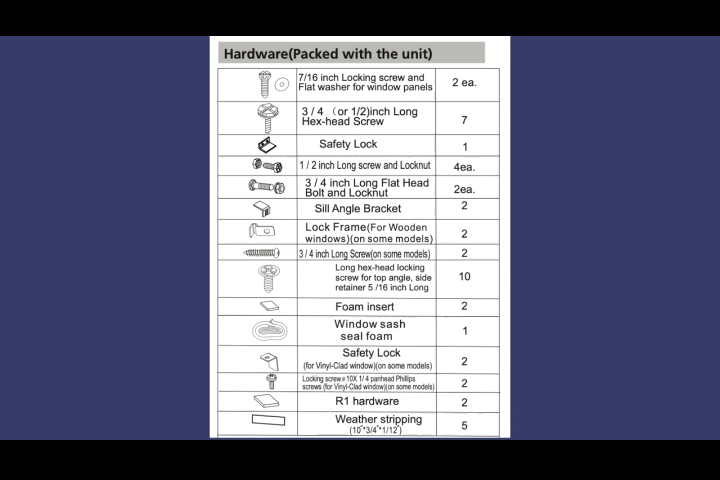 Hardware(Packed with the unit)
7/16 inch Locking screw and
Flat washer for window panels
2 ea.
3 / 4 (or 1/2)inch Long
Hex-head Screw
7
Safety Lock
1
1 / 2 inch Long screw and Locknut
4ea.
3 / 4 inch Long Flat Head
Bolt and Locknut
2ea.
Sill Angle Bracket
2
Lock Frame(For Wooden
windows)(on some models)
2
3 / 4 inch Long Screw(on some models)
2
Long hex-head locking
screw for top angle, side
retainer 5 /16 inch Long
10
Foam insert
2
Window sash
seal foam
1
Safety Lock
(for Vinyl-Clad window)(on some models)
2
Locking screw # 10X 1/ 4 panhead Phillips
screws (for Vinyl-Clad window)(on some models)
2
R1 hardware
2
Weather stripping
(10"*3/4"*1/12")
5